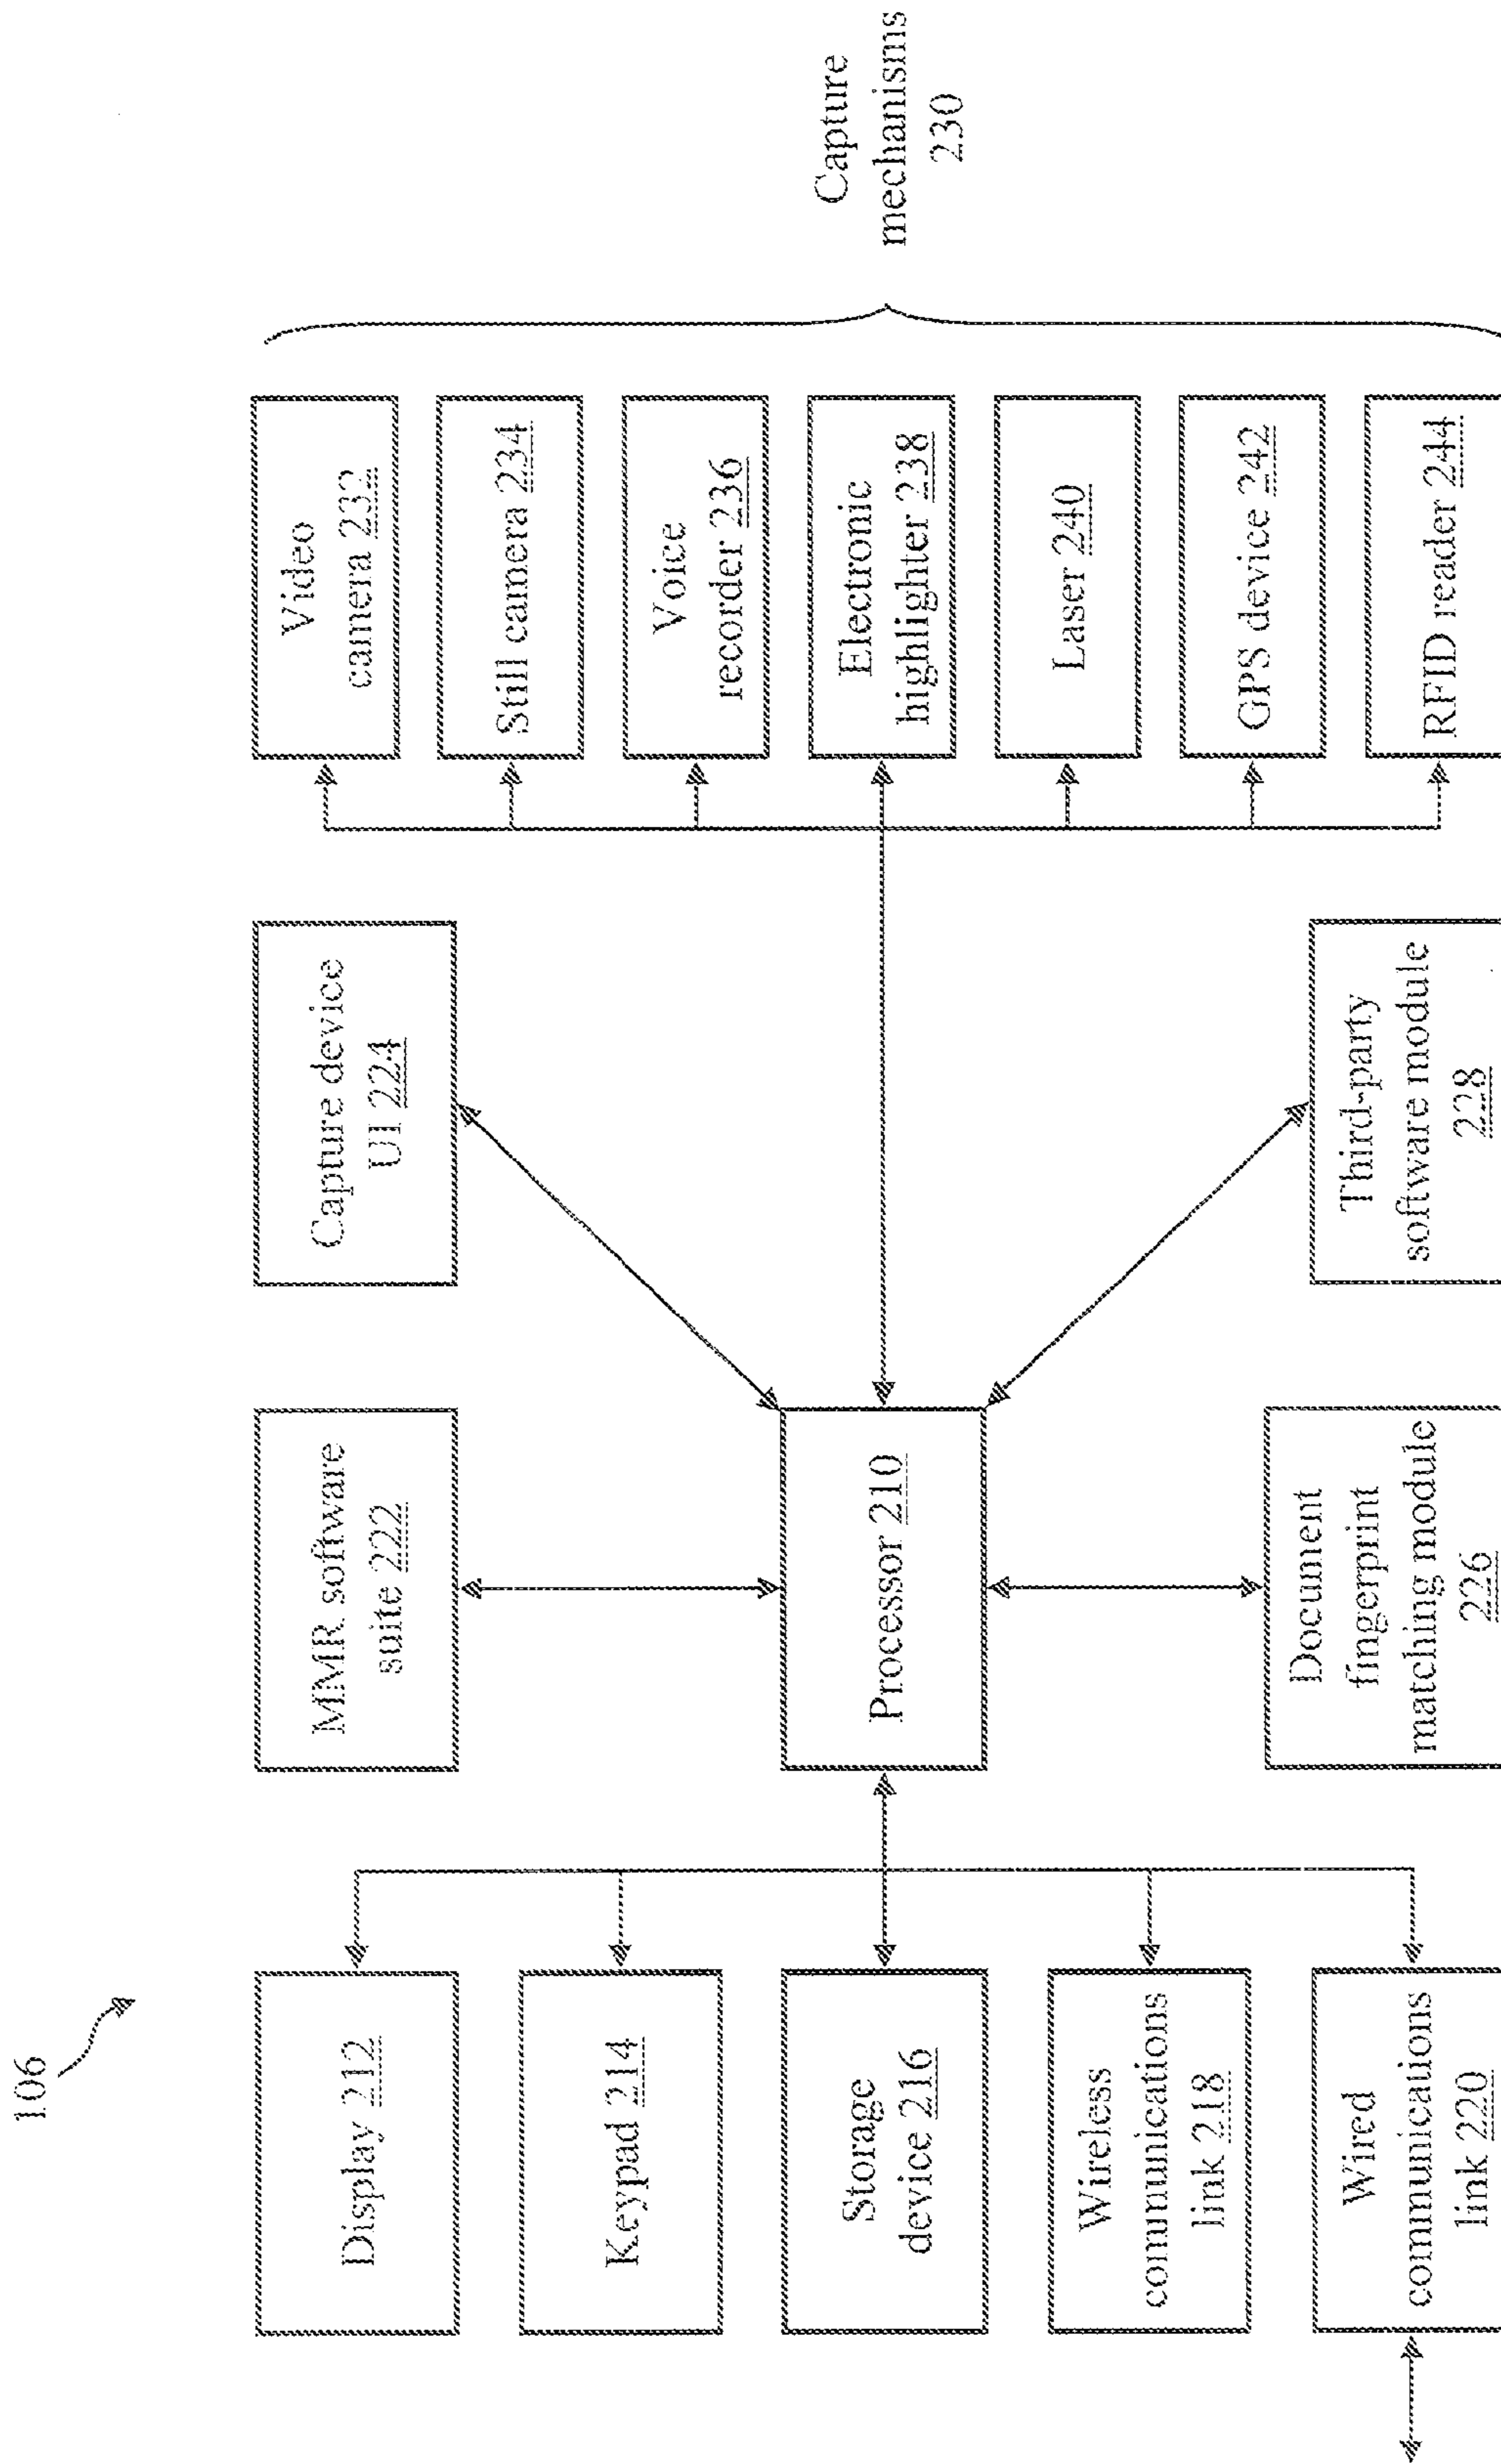 106
Display 212
Keypad 214
Storage
device 216
Wireless
communications
link 218
Wired
communications
link 220
MMR software
suite 222
Processor 210
Document
fingerprint
matching module
226
Capture device
UI 224
Third-party
software module
228
Video
camera 232
Still camera 234
Voice
recorder 236
Electronic
highlighter 238
Laser 240
GPS device 242
RFID reader 244
Capture
mechanisms
230